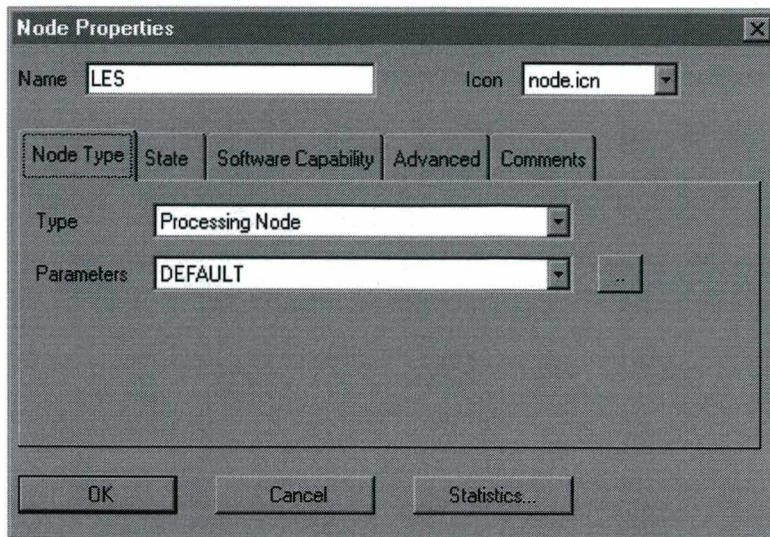 Node Properties
Name LES Icon node.icn
Node Type State Software Capability Advanced Comments
Type Processing Node
Parameters DEFAULT ..
OK Cancel Statistics...